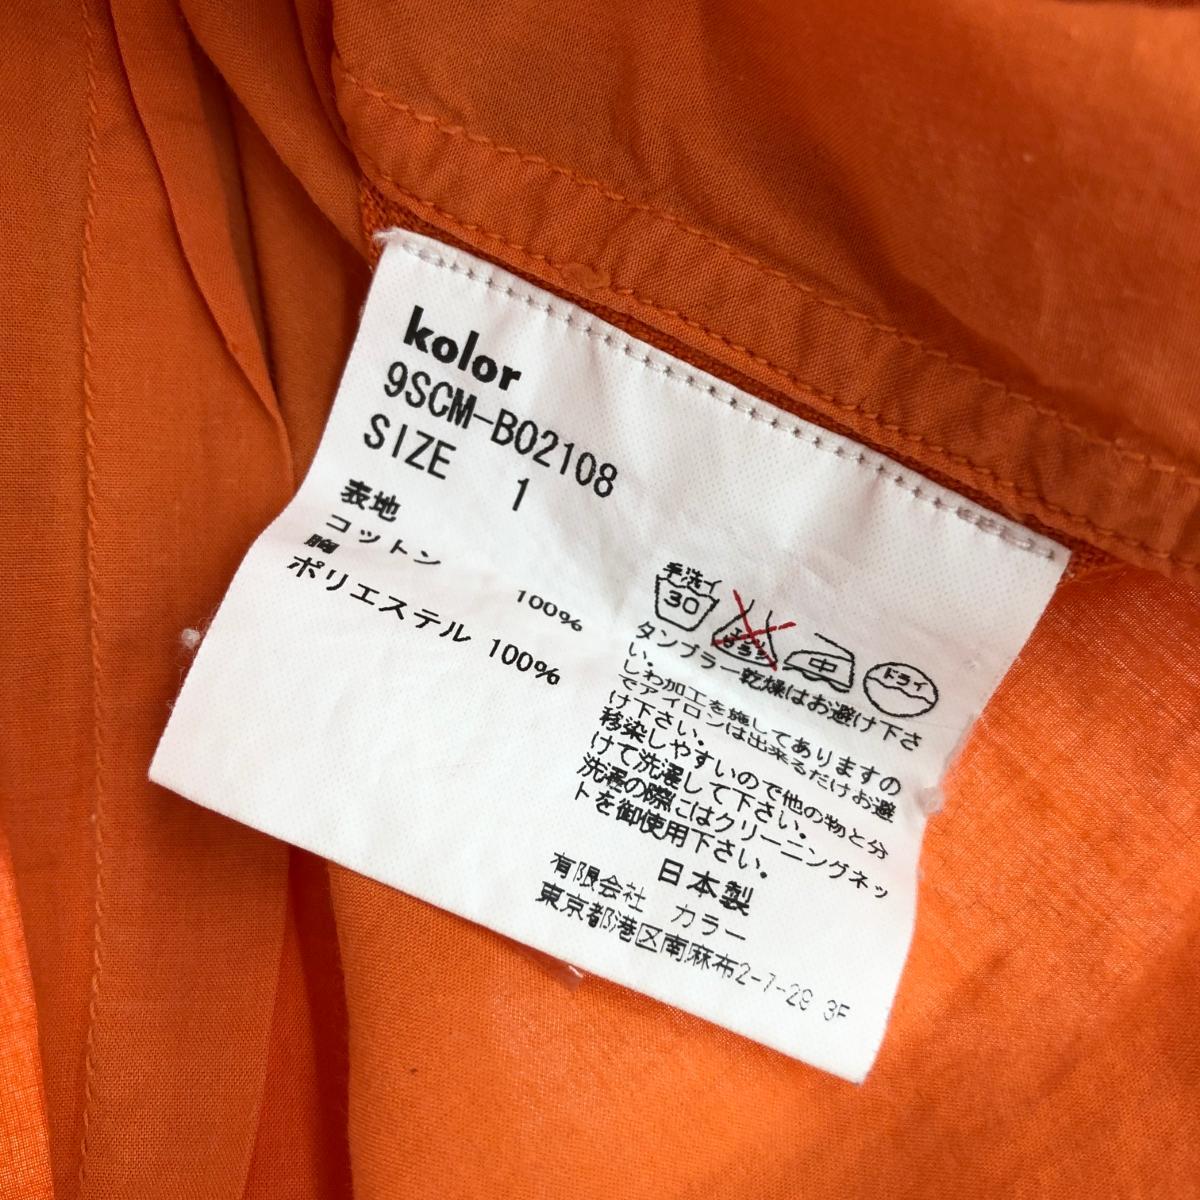 kolor
9SCM-B02108
SIZE 1
表地
コットン 100%
胸
ポリエステル 100%
手洗イ
30
エンソ
サラシ
中
ドライ
タンブラー乾燥はお避け下さ
い。
しわ加工を施してありますの
でアイロンは出来るだけお避
け下さい。
移染しやすいので他の物と分
けて洗濯して下さい。
洗濯の際にはクリーニングネッ
トを御使用下さい。
日本製
有限会社 カラー
東京都港区南麻布2-7-29 3F